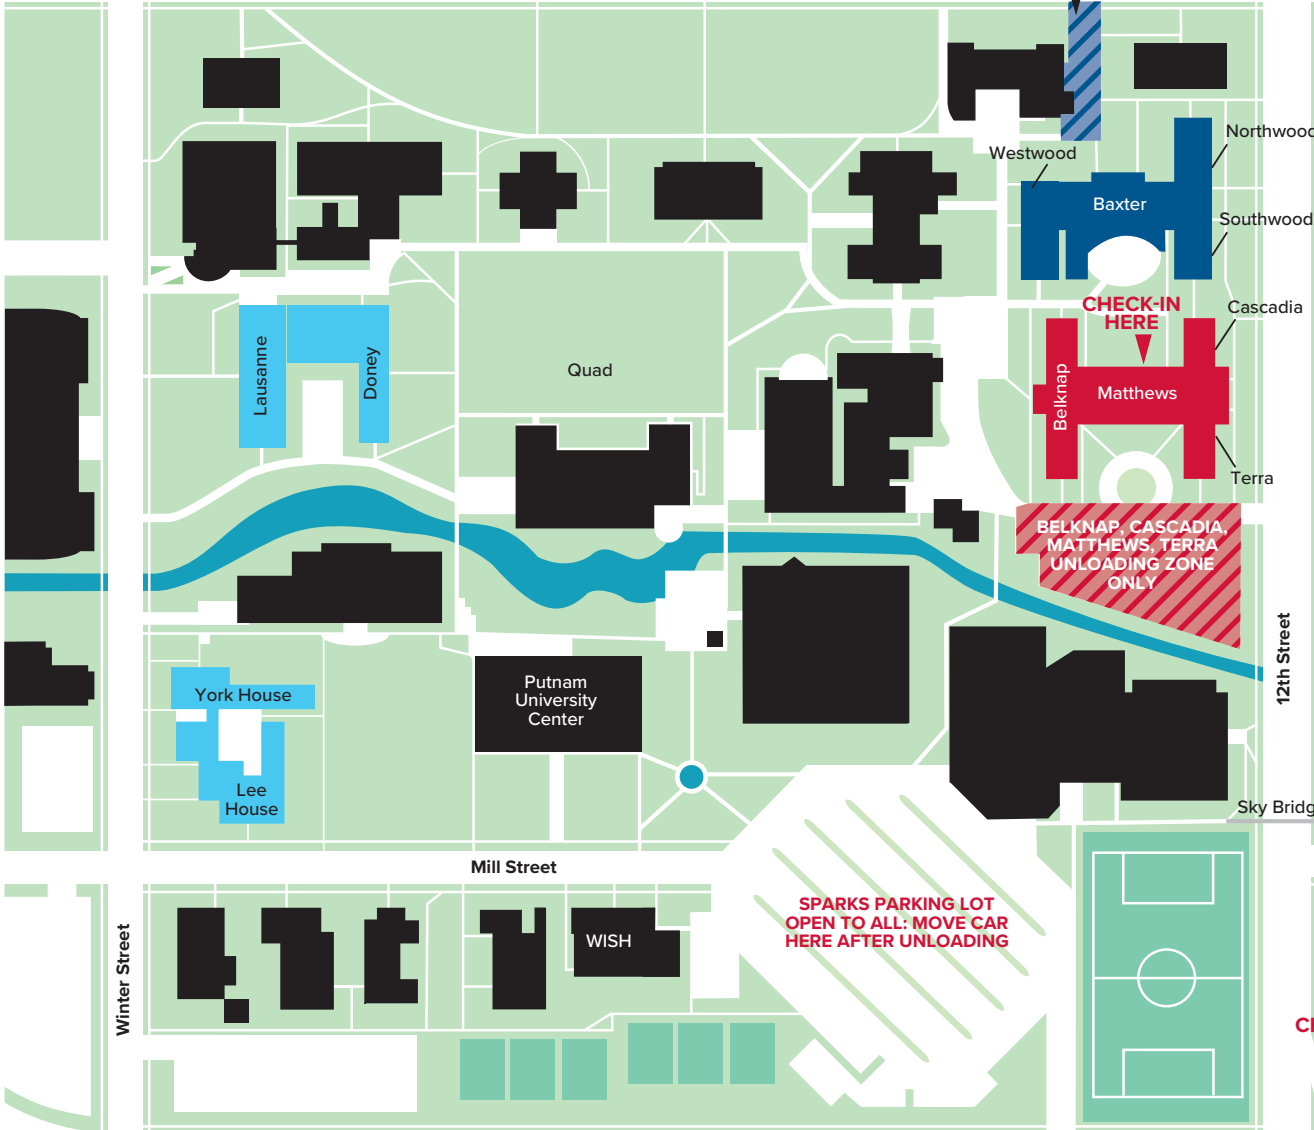 Northwood
Westwood
Baxter
Southwood
CHECK-IN
HERE
Cascadia
Lausanne
Doney
Quad
Belknap
Matthews
Terra
BELKNAP, CASCADIA,
MATTHEWS, TERRA
UNLOADING ZONE
ONLY
12th Street
York House
Putnam
University
Center
Lee
House
Sky Bridg
Mill Street
SPARKS PARKING LOT
OPEN TO ALL: MOVE CAR
HERE AFTER UNLOADING
WISH
Winter Street